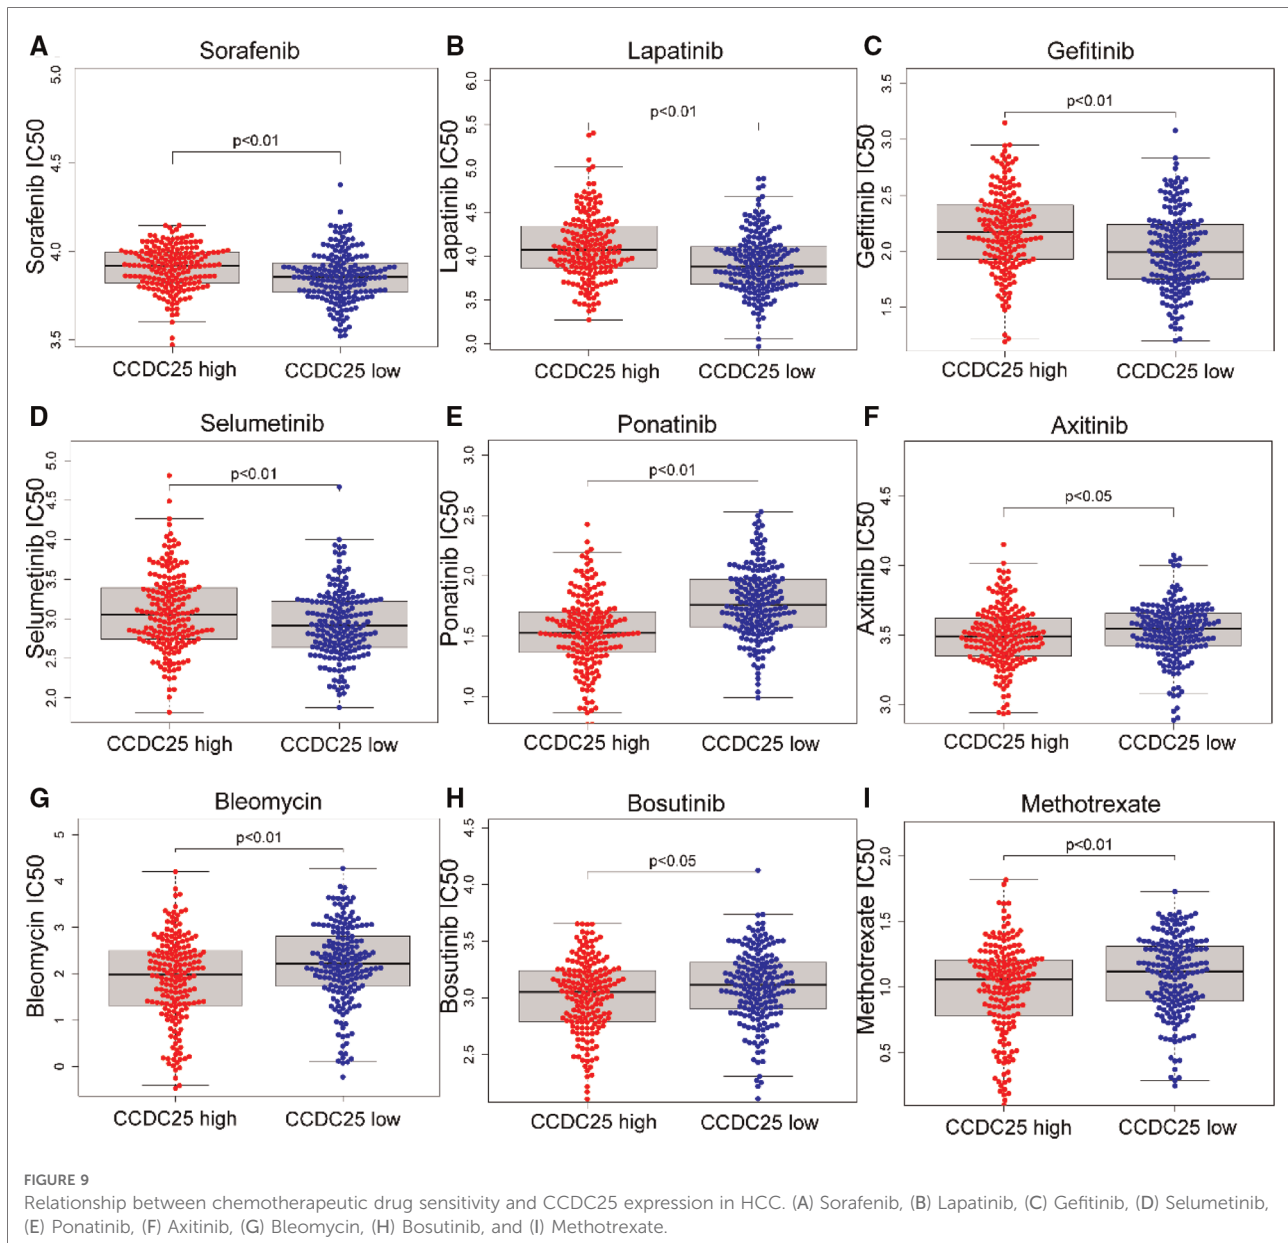 A
Sorafenib
Sorafenib IC50
5.0
4.5
4.0
3.5
p<0.01
CCDC25 high
CCDC25 low
B
Lapatinib
Lapatinib IC50
6.0
5.5
5.0
4.5
4.0
3.5
3.0
p<0.01
CCDC25 high
CCDC25 low
C
Gefitinib
Gefitinib IC50
3.5
3.0
2.5
2.0
1.5
p<0.01
CCDC25 high
CCDC25 low
D
Selumetinib
Selumetinib IC50
5.0
4.5
4.0
3.5
3.0
2.5
2.0
p<0.01
CCDC25 high
CCDC25 low
E
Ponatinib
Ponatinib IC50
3.0
2.5
2.0
1.5
1.0
p<0.01
CCDC25 high
CCDC25 low
F
Axitinib
Axitinib IC50
4.5
4.0
3.5
3.0
p<0.05
CCDC25 high
CCDC25 low
G
Bleomycin
Bleomycin IC50
5
4
3
2
1
0
p<0.01
CCDC25 high
CCDC25 low
H
Bosutinib
Bosutinib IC50
4.5
4.0
3.5
3.0
2.5
p<0.05
CCDC25 high
CCDC25 low
I
Methotrexate
Methotrexate IC50
2.0
1.5
1.0
0.5
p<0.01
CCDC25 high
CCDC25 low
FIGURE 9
Relationship between chemotherapeutic drug sensitivity and CCDC25 expression in HCC. (A) Sorafenib, (B) Lapatinib, (C) Gefitinib, (D) Selumetinib,
(E) Ponatinib, (F) Axitinib, (G) Bleomycin, (H) Bosutinib, and (I) Methotrexate.